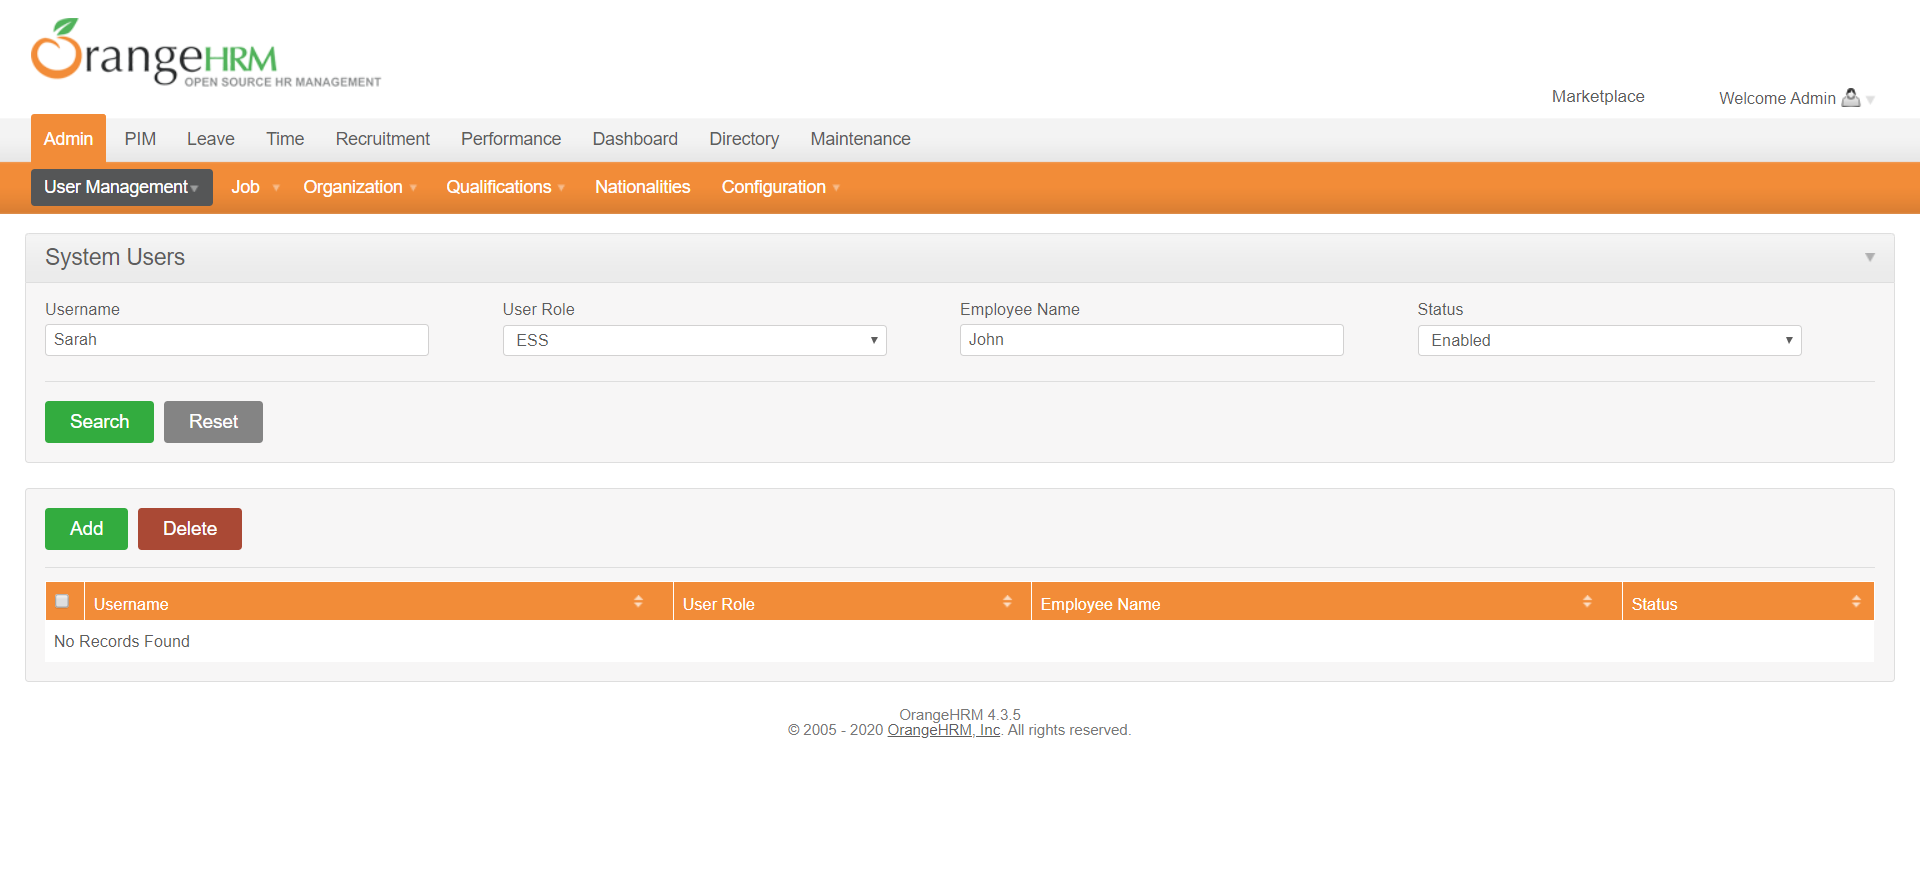 OrangeHRM
OPEN SOURCE HR MANAGEMENT
Marketplace Welcome Admin
Admin PIM Leave Time Recruitment Performance Dashboard Directory Maintenance
User Management Job Organization Qualifications Nationalities Configuration
System Users
Username User Role Employee Name Status
Sarah ESS John Enabled
Search Reset
Add Delete
Username User Role Employee Name Status
No Records Found
OrangeHRM 4.3.5
© 2005 - 2020 OrangeHRM, Inc. All rights reserved.